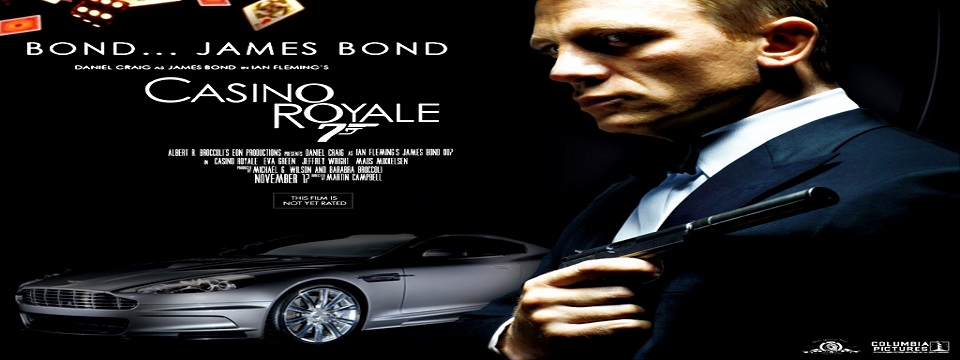 BOND... JAMES BOND
DANIEL CRAIG AS JAMES BOND IN IAN FLEMING'S
CASINO
ROYALE
007
ALBERT R. BROCCOLI'S EON PRODUCTIONS PRESENTS DANIEL CRAIG AS IAN FLEMING'S JAMES BOND 007
IN CASINO ROYALE EVA GREEN JEFFREY WRIGHT MADS MIKKELSEN
MICHAEL G. WILSON AND BARABRA BROCCOLI
NOVEMBER 17 MARTIN CAMPBELL
THIS FILM IS
NOT YET RATED
COLUMBIA
PICTURES